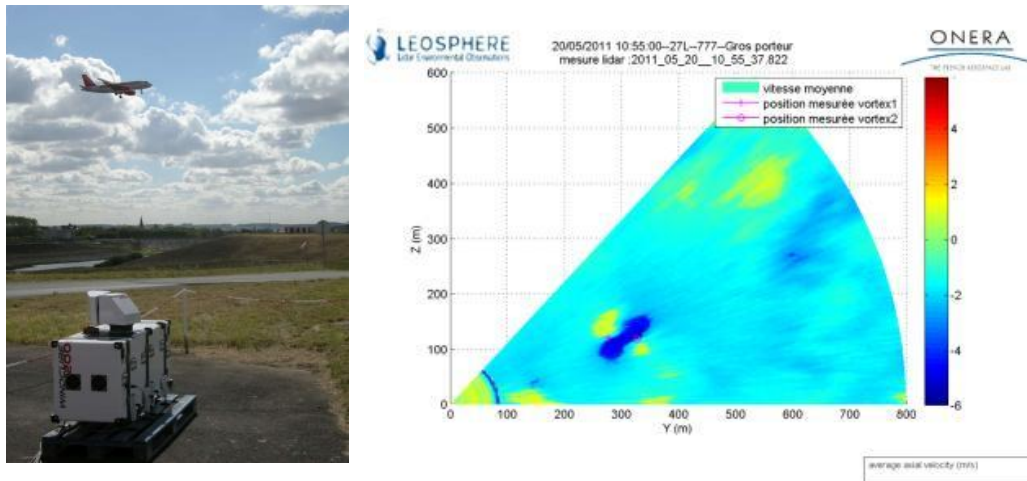 WINDCUBE
200
LEOSPHERE
Lidar Environmental Observations
20/05/2011 10:55:00--27L--777--Gros porteur
mesure lidar :2011_05_20__10_55_37.822
ONERA
THE FRENCH AEROSPACE LAB
vitesse moyenne
position mesurée vortex1
position mesurée vortex2
600
500
400
300
200
100
0
Z (m)
0 100 200 300 400 500 600 700 800
Y (m)
4
2
0
-2
-4
-6
average axial velocity (m/s)